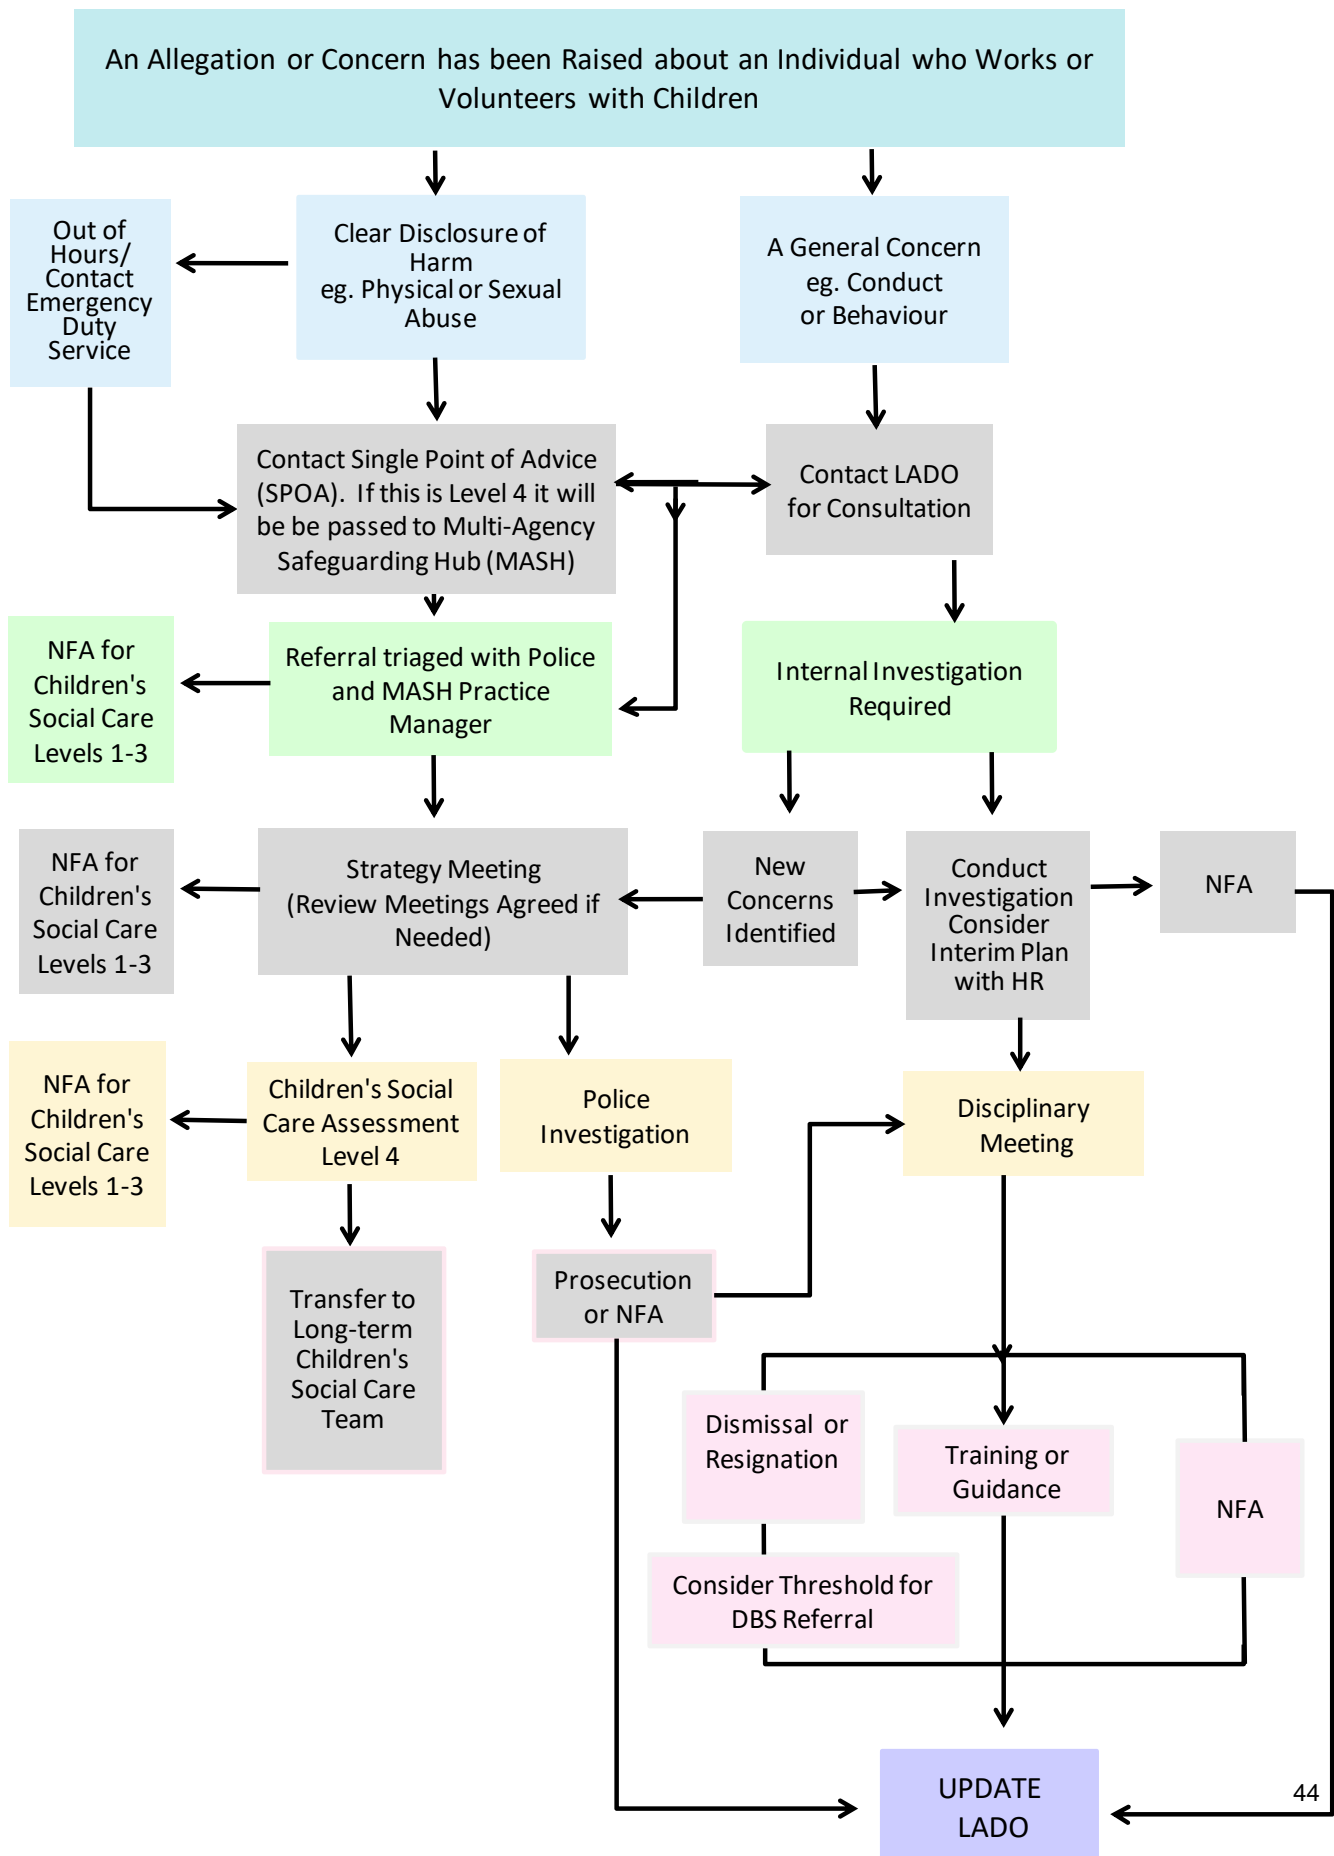 An Allegation or Concern has been Raised about an Individual who Works or
Volunteers with Children
Out of
Hours/
Contact
Emergency
Duty
Service
Clear Disclosure of
Harm
eg. Physical or Sexual
Abuse
A General Concern
eg. Conduct
or Behaviour
Contact Single Point of Advice
(SPOA). If this is Level 4 it will
be be passed to Multi-Agency
Safeguarding Hub (MASH)
Contact LADO
for Consultation
NFA for
Children's
Social Care
Levels 1-3
Referral triaged with Police
and MASH Practice
Manager
Internal Investigation
Required
NFA for
Children's
Social Care
Levels 1-3
Strategy Meeting
(Review Meetings Agreed if
Needed)
New
Concerns
Identified
Conduct
Investigation
Consider
Interim Plan
with HR
NFA
NFA for
Children's
Social Care
Levels 1-3
Children's Social
Care Assessment
Level 4
Police
Investigation
Disciplinary
Meeting
Transfer to
Long-term
Children's
Social Care
Team
Prosecution
or NFA
Dismissal or
Resignation
Training or
Guidance
NFA
Consider Threshold for
DBS Referral
UPDATE
LADO
44